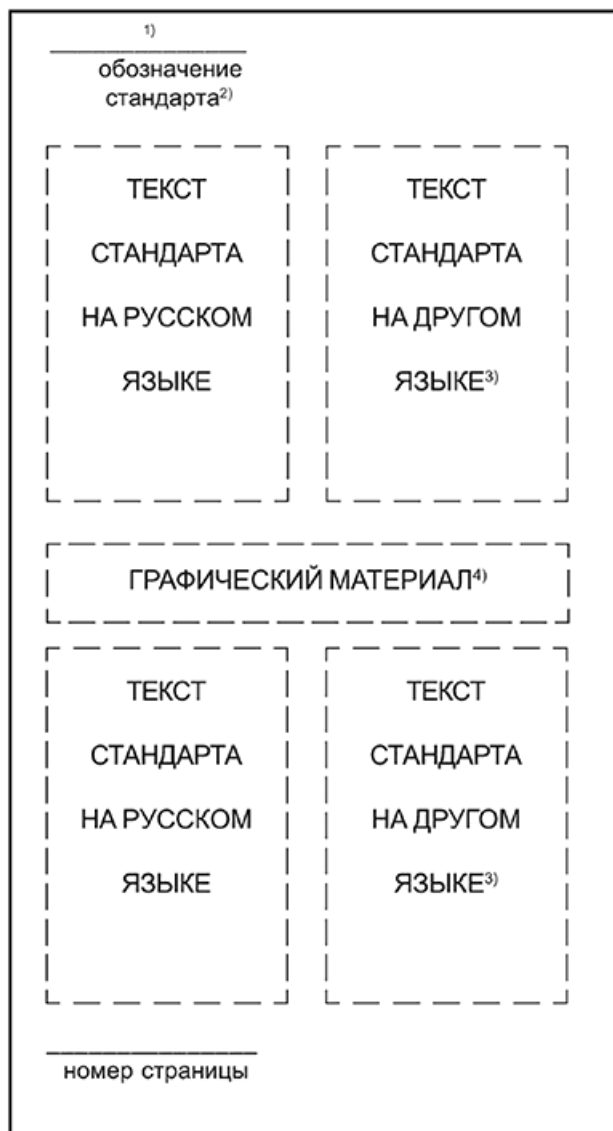 1)
обозначение
стандарта2)
ТЕКСТ
СТАНДАРТА
НА РУССКОМ
ЯЗЫКЕ
ТЕКСТ
СТАНДАРТА
НА ДРУГОМ
ЯЗЫКЕ3)
ГРАФИЧЕСКИЙ МАТЕРИАЛ4)
ТЕКСТ
СТАНДАРТА
НА РУССКОМ
ЯЗЫКЕ
ТЕКСТ
СТАНДАРТА
НА ДРУГОМ
ЯЗЫКЕ3)
номер страницы